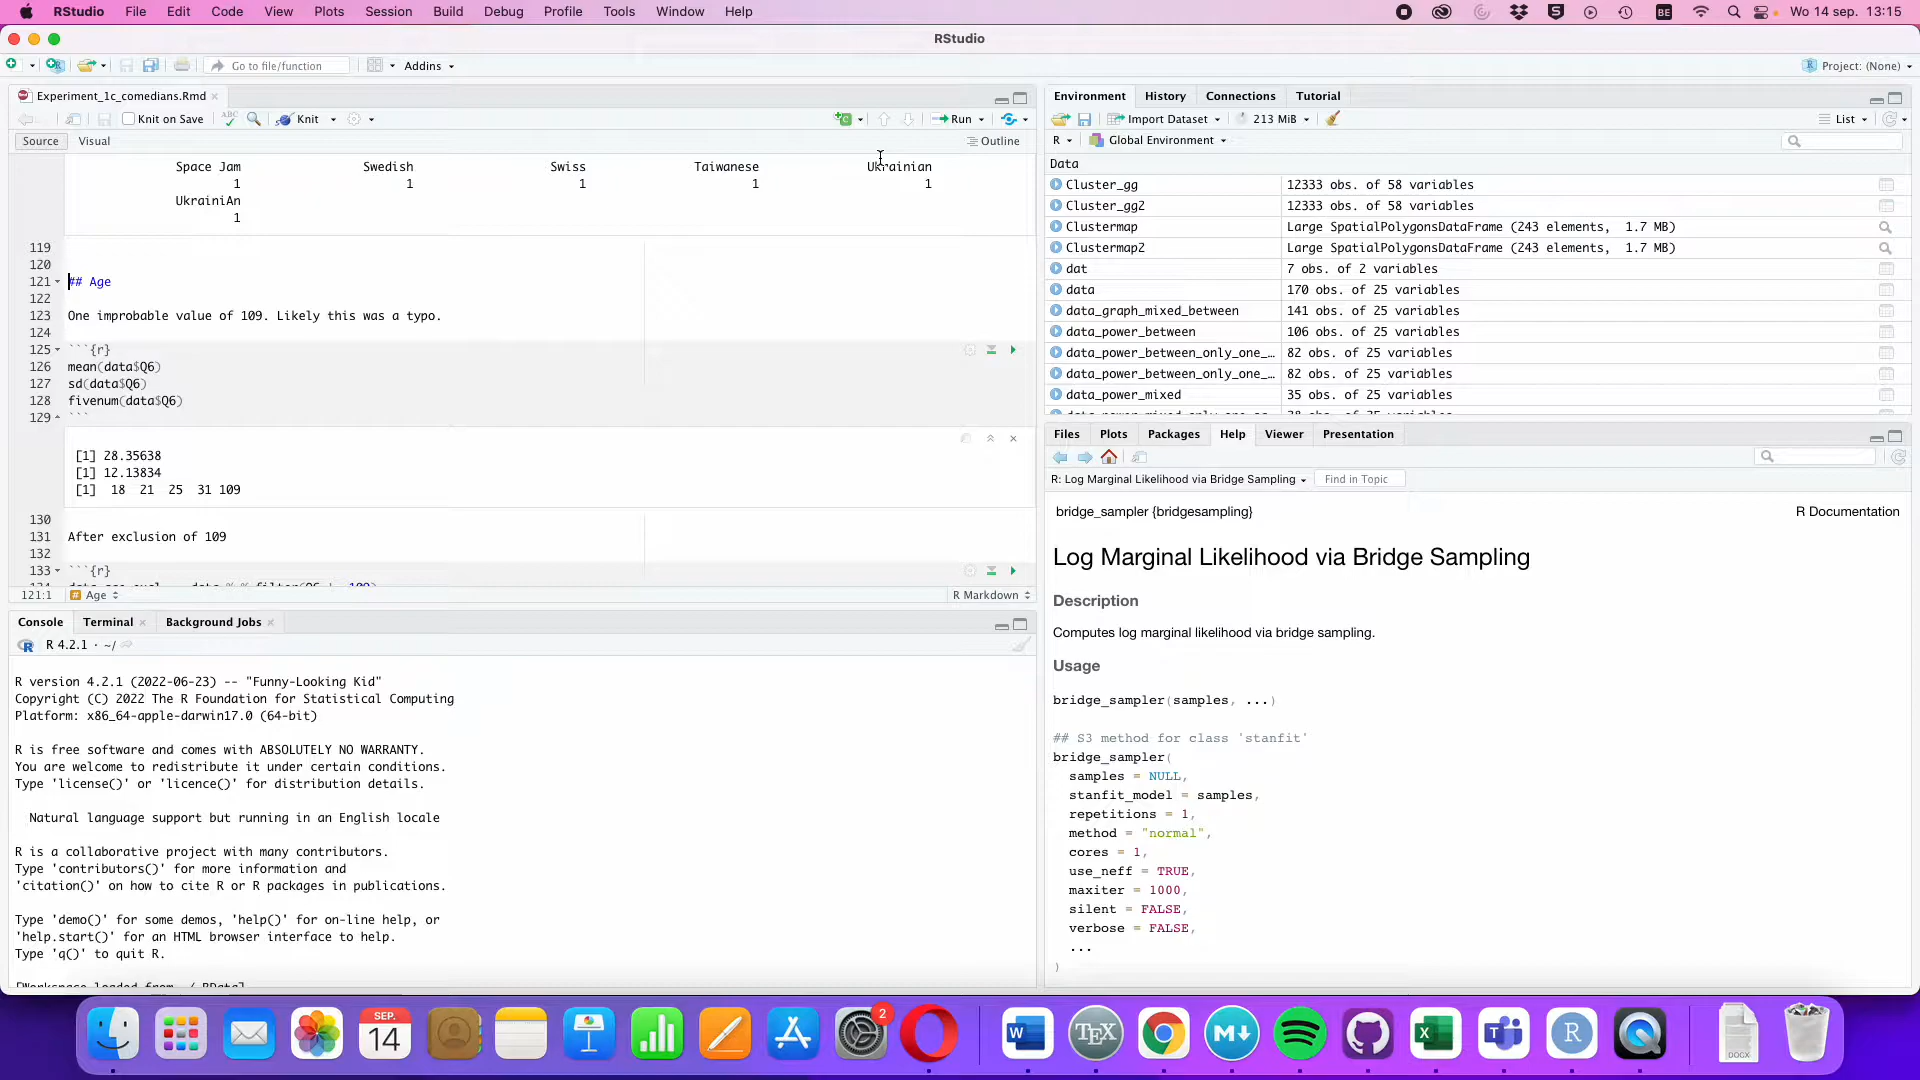 RStudio File Edit Code View Plots Session Build Debug Profile Tools Window Help BE Wo 14 sep. 13:15
RStudio
Go to file/function Addins Project: (None)
Experiment_1c_comedians.Rmd
Knit on Save ABC Knit Run
Source Visual Outline
Space Jam Swedish Swiss Taiwanese Ukrainian
1 1 1 1 1
UkrainiAn
1
119
120
121 ## Age
122
123 One improbable value of 109. Likely this was a typo.
124
125 ```{r}
126 mean(data$Q6)
127 sd(data$Q6)
128 fivenum(data$Q6)
129 ```
[1] 28.35638
[1] 12.13834
[1] 18 21 25 31 109
130
131 After exclusion of 109
132
133 ```{r}
121:1 Age R Markdown
Console Terminal Background Jobs
R 4.2.1 · ~/
R version 4.2.1 (2022-06-23) -- "Funny-Looking Kid"
Copyright (C) 2022 The R Foundation for Statistical Computing
Platform: x86_64-apple-darwin17.0 (64-bit)
R is free software and comes with ABSOLUTELY NO WARRANTY.
You are welcome to redistribute it under certain conditions.
Type 'license()' or 'licence()' for distribution details.
Natural language support but running in an English locale
R is a collaborative project with many contributors.
Type 'contributors()' for more information and
'citation()' on how to cite R or R packages in publications.
Type 'demo()' for some demos, 'help()' for on-line help, or
'help.start()' for an HTML browser interface to help.
Type 'q()' to quit R.
[Workspace loaded from ~/.RData]
Environment History Connections Tutorial
Import Dataset 213 MiB List
R Global Environment
Data
Cluster_gg 12333 obs. of 58 variables
Cluster_gg2 12333 obs. of 58 variables
Clustermap Large SpatialPolygonsDataFrame (243 elements, 1.7 MB)
Clustermap2 Large SpatialPolygonsDataFrame (243 elements, 1.7 MB)
dat 7 obs. of 2 variables
data 170 obs. of 25 variables
data_graph_mixed_between 141 obs. of 25 variables
data_power_between 106 obs. of 25 variables
data_power_between_only_one_… 82 obs. of 25 variables
data_power_between_only_one_… 82 obs. of 25 variables
data_power_mixed 35 obs. of 25 variables
Files Plots Packages Help Viewer Presentation
R: Log Marginal Likelihood via Bridge Sampling Find in Topic
bridge_sampler {bridgesampling} R Documentation
Log Marginal Likelihood via Bridge Sampling
Description
Computes log marginal likelihood via bridge sampling.
Usage
bridge_sampler(samples, ...)
## S3 method for class 'stanfit'
bridge_sampler(
samples = NULL,
stanfit_model = samples,
repetitions = 1,
method = "normal",
cores = 1,
use_neff = TRUE,
maxiter = 1000,
silent = FALSE,
verbose = FALSE,
...
)
SEP.
14
2
W TEX M X T R
DOCX